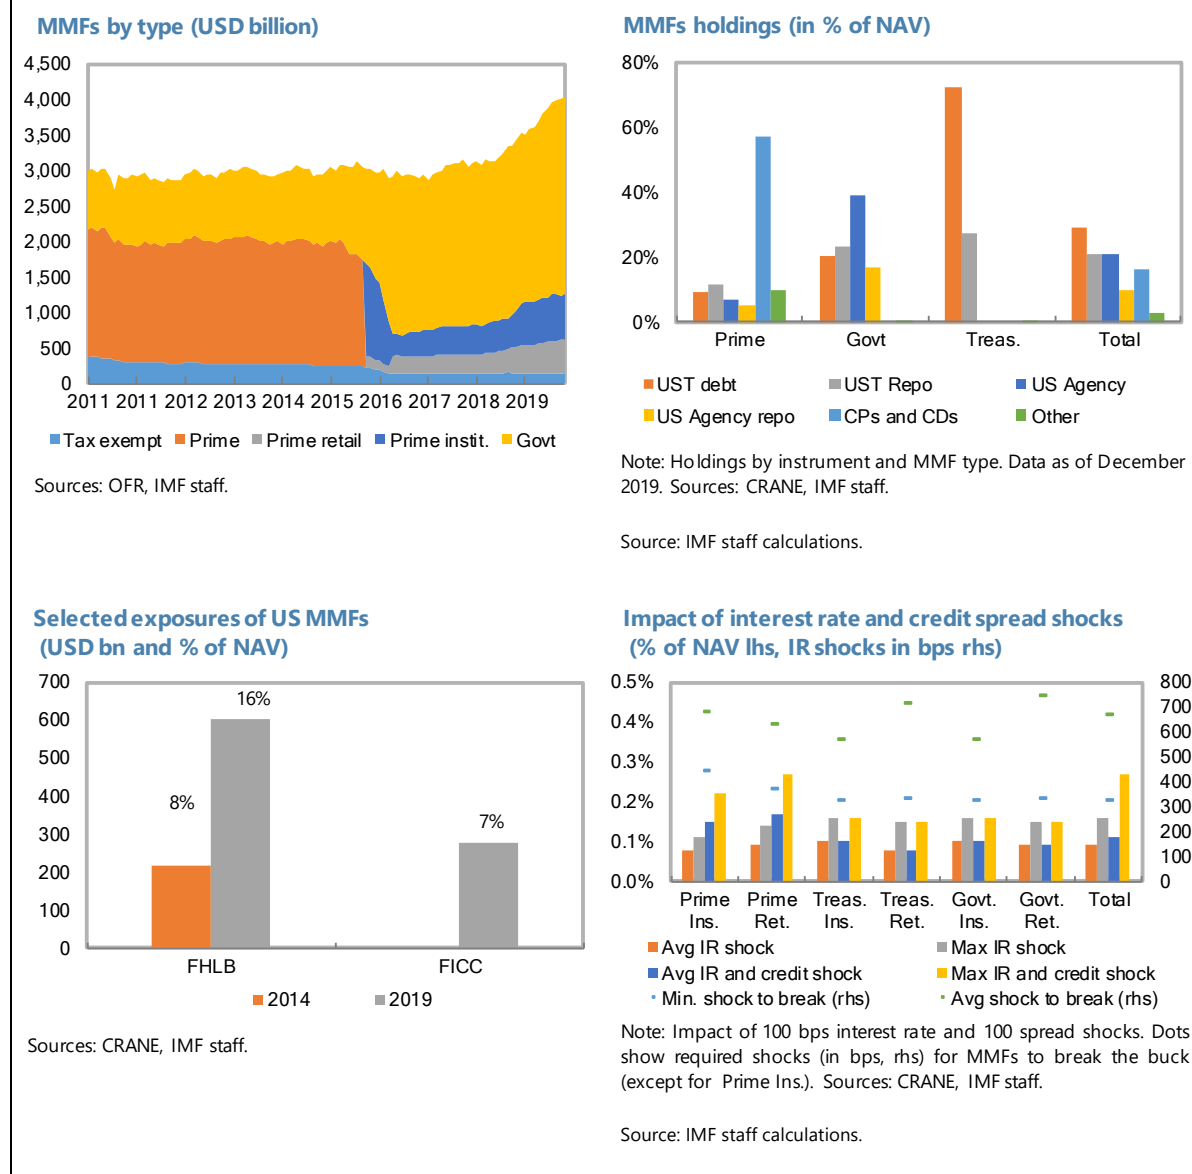 MMFs by type (USD billion)
4,500
4,000
3,500
3,000
2,500
2,000
1,500
1,000
500
0
2011 2011 2012 2013 2014 2015 2016 2017 2018 2019
Tax exempt Prime Prime retail Prime instit. Govt
Sources: OFR, IMF staff.
MMFs holdings (in % of NAV)
80%
60%
40%
20%
0%
Prime Govt Treas. Total
UST debt UST Repo US Agency
US Agency repo CPs and CDs Other
Note: Holdings by instrument and MMF type. Data as of December
2019. Sources: CRANE, IMF staff.
Source: IMF staff calculations.
Selected exposures of US MMFs
(USD bn and % of NAV)
700
600
500
400
300
200
100
0
8%
16%
7%
FHLB FICC
2014 2019
Sources: CRANE, IMF staff.
Impact of interest rate and credit spread shocks
(% of NAV lhs, IR shocks in bps rhs)
0.5%
0.4%
0.3%
0.2%
0.1%
0.0%
800
700
600
500
400
300
200
100
0
Prime Prime Treas. Treas. Govt. Govt. Total
Ins. Ret. Ins. Ret. Ins. Ret.
Avg IR shock Max IR shock
Avg IR and credit shock Max IR and credit shock
Min. shock to break (rhs) Avg shock to break (rhs)
Note: Impact of 100 bps interest rate and 100 spread shocks. Dots
show required shocks (in bps, rhs) for MMFs to break the buck
(except for Prime Ins.). Sources: CRANE, IMF staff.
Source: IMF staff calculations.